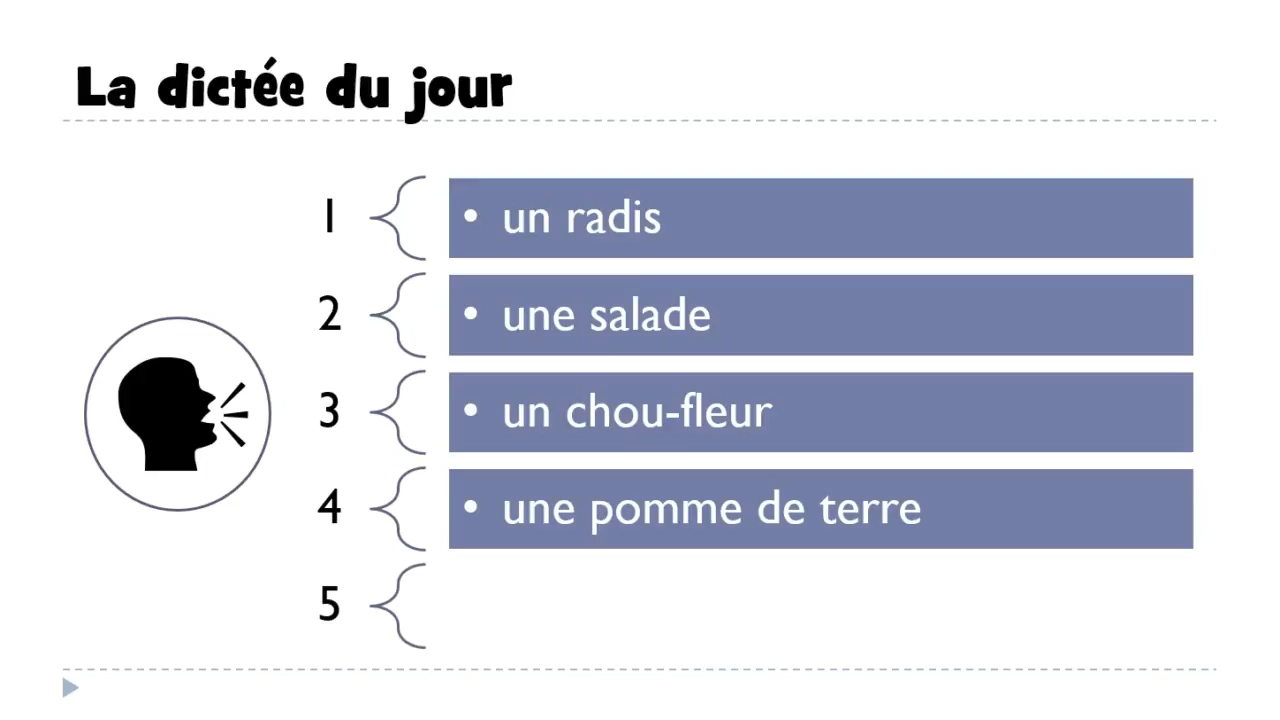 La dictée du jour
1 • un radis
2 • une salade
3 • un chou-fleur
4 • une pomme de terre
5